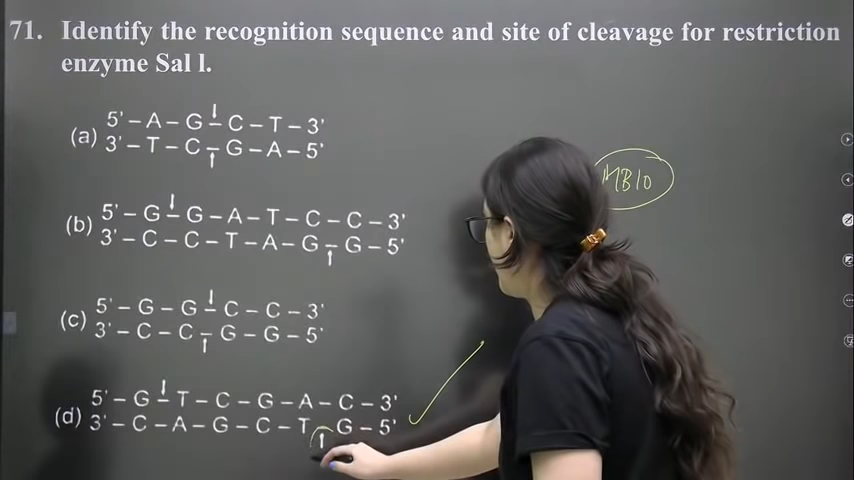 71. Identify the recognition sequence and site of cleavage for restriction
enzyme Sal l.
(a) 5' – A – G – C – T – 3'
3' – T – C – G – A – 5'
(b) 5' – G – G – A – T – C – C – 3'
3' – C – C – T – A – G – G – 5'
(c) 5' – G – G – C – C – 3'
3' – C – C – G – G – 5'
(d) 5' – G – T – C – G – A – C – 3'
3' – C – A – G – C – T G – 5'